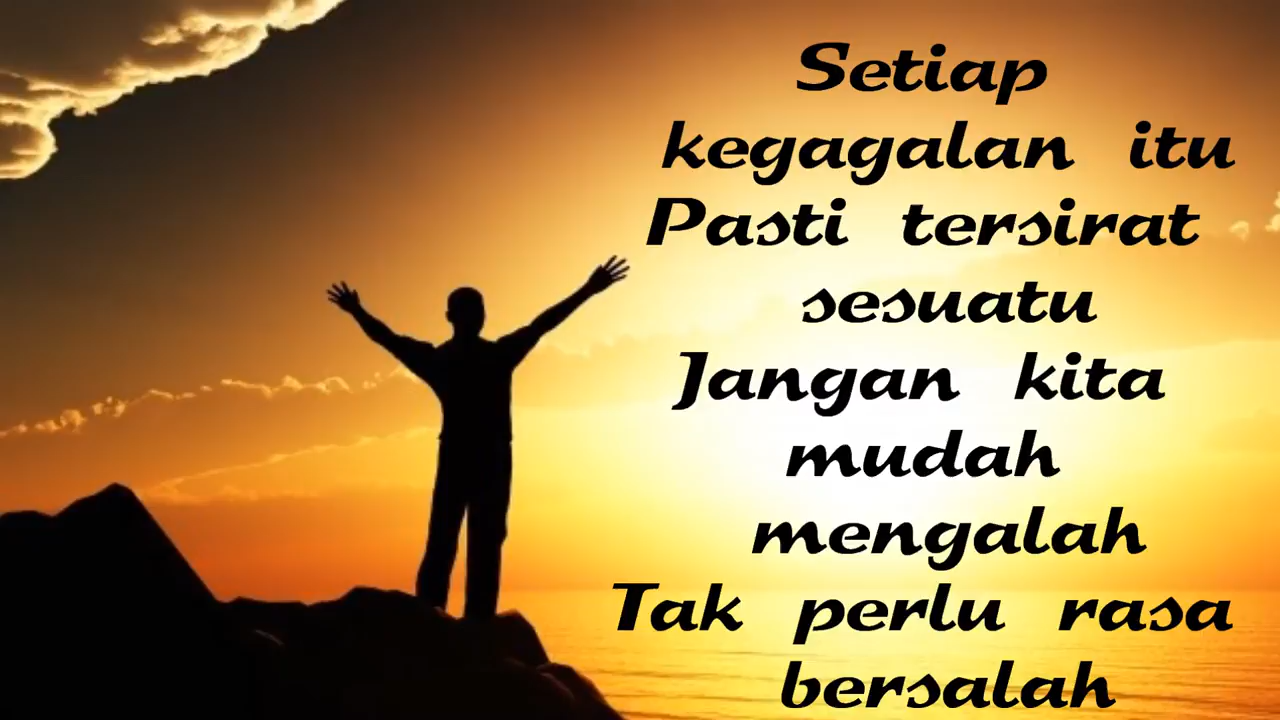 Setiap
kegagalan itu
Pasti tersirat
sesuatu
Jangan kita
mudah
mengalah
Tak perlu rasa
bersalah